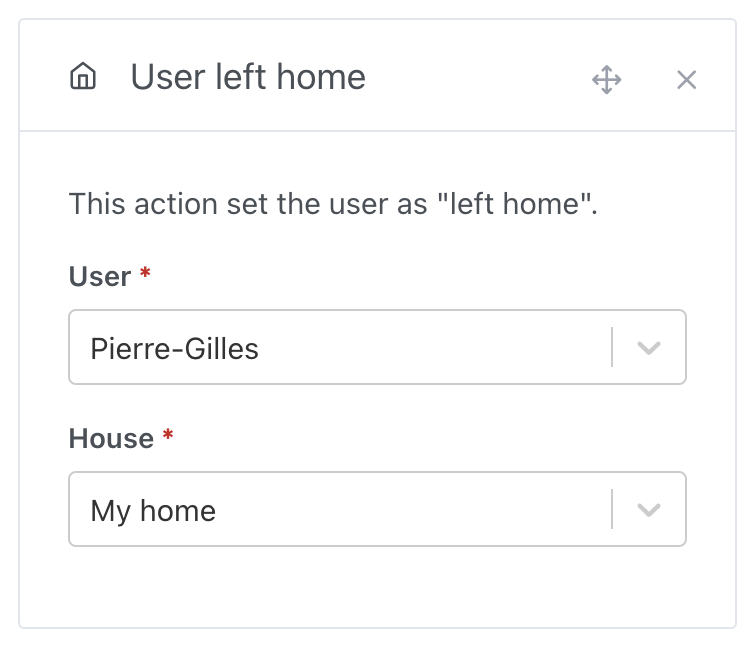 User left home
This action set the user as "left home".
User *
Pierre-Gilles
House *
My home